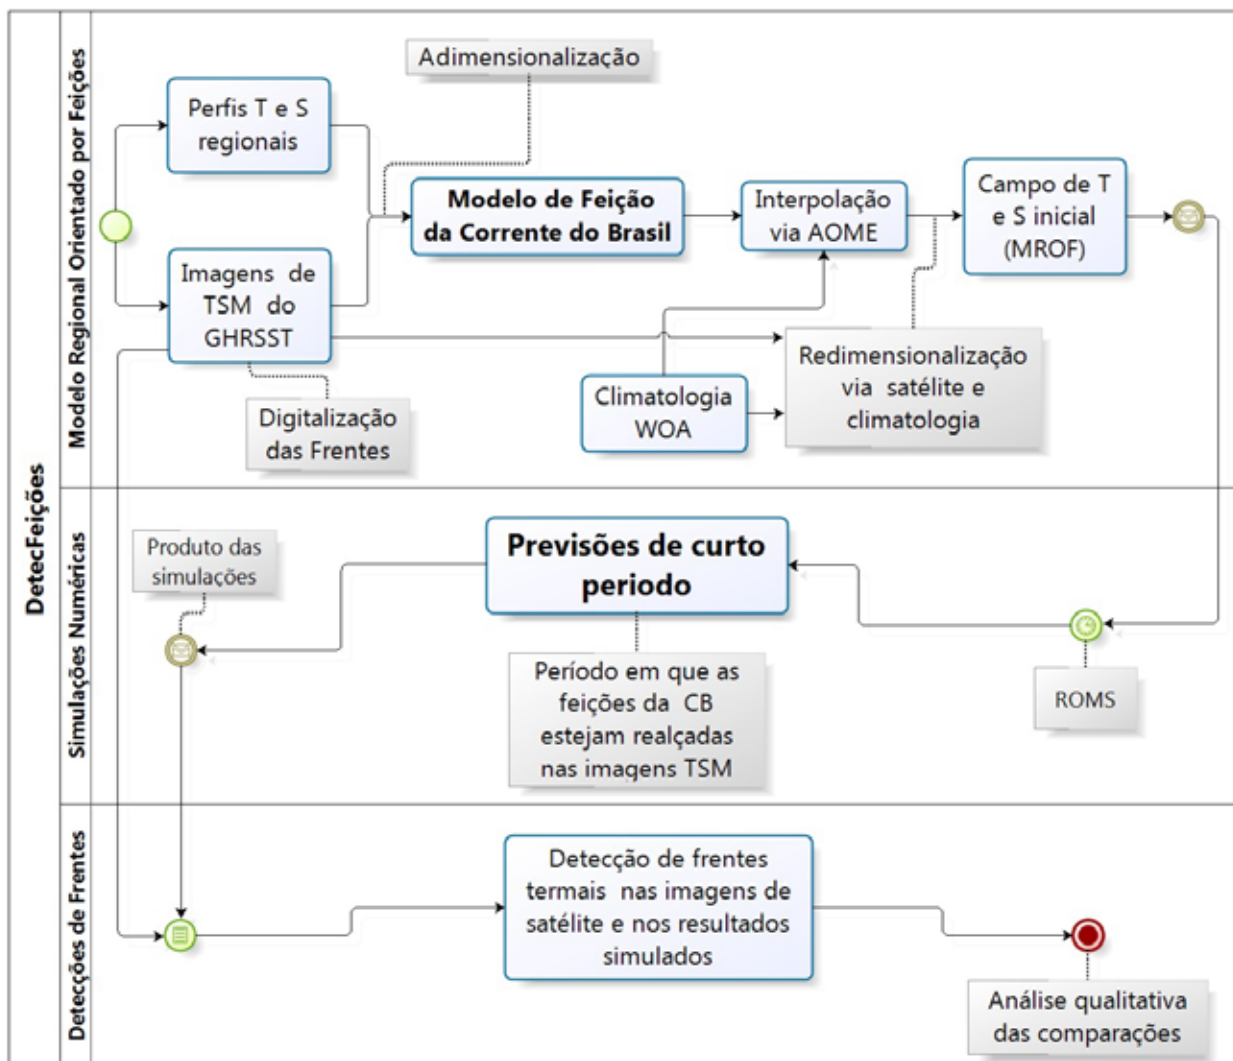 DetecFeições
Modelo Regional Orientado por Feições
Adimensionalização
Perfis T e S
regionais
Modelo de Feição
da Corrente do Brasil
Interpolação
via AOME
Campo de T
e S inicial
(MROF)
Imagens de
TSM do
GHRSST
Digitalização
das Frentes
Climatologia
WOA
Redimensionalização
via satélite e
climatologia
Simulações Numéricas
Produto das
simulações
Previsões de curto
periodo
Período em que as
feições da CB
estejam realçadas
nas imagens TSM
ROMS
Detecções de Frentes
Detecção de frentes
termais nas imagens de
satélite e nos resultados
simulados
Análise qualitativa
das comparações